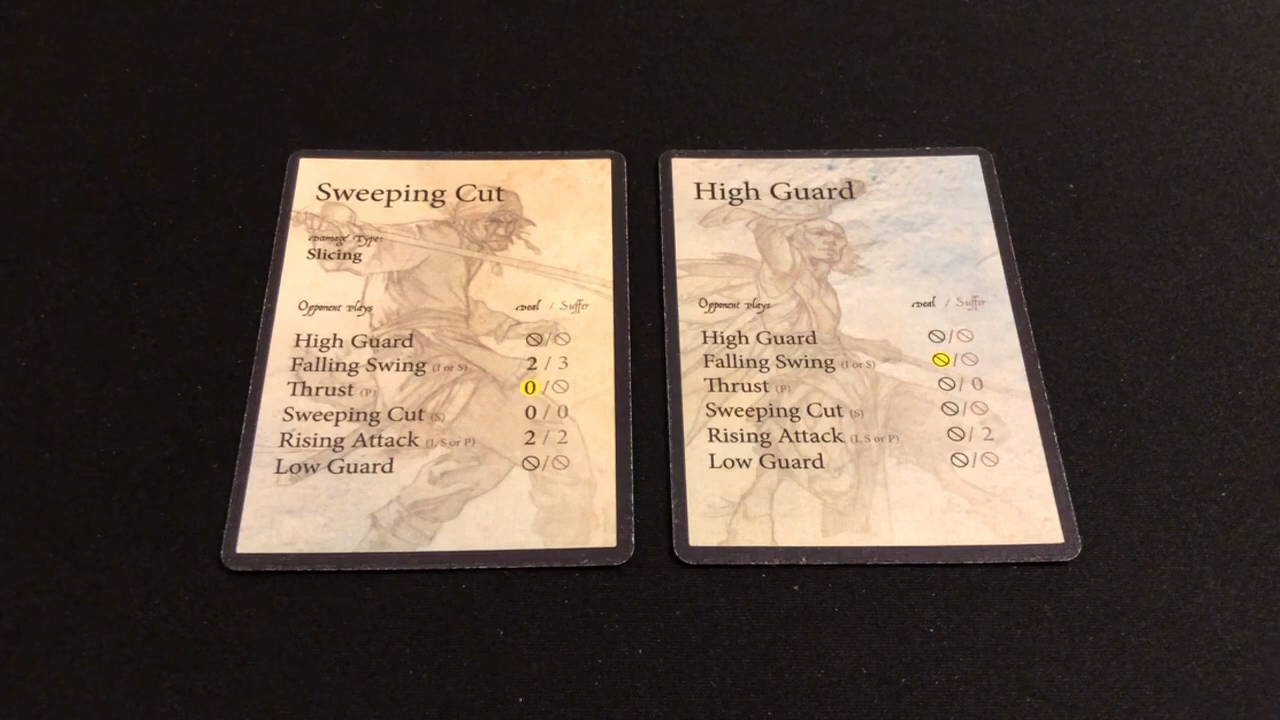 Sweeping Cut
Damage Type:
Slicing
Opponent Plays Deal / Suffer
High Guard 🛇/🛇
Falling Swing (I or S) 2 / 3
Thrust (P) 0 /🛇
Sweeping Cut (S) 0 / 0
Rising Attack (I, S or P) 2 / 2
Low Guard 🛇/🛇
High Guard
Opponent Plays Deal / Suffer
High Guard 🛇/🛇
Falling Swing (I or S) 🛇/🛇
Thrust (P) 🛇/ 0
Sweeping Cut (S) 🛇/🛇
Rising Attack (I, S or P) 🛇/ 2
Low Guard 🛇/🛇